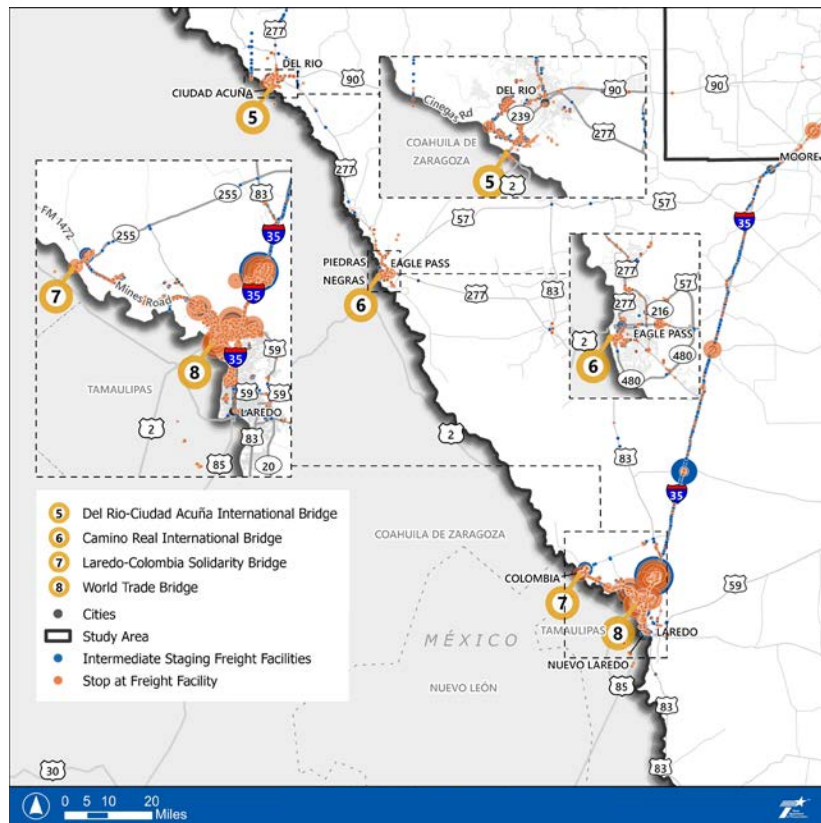 277
DEL RIO
90
CIUDAD ACUÑA
5
277
DEL RIO
90
Cinegas Rd
239
277
COAHUILA DE
ZARAGOZA
5
2
90
MOORE
35
57
57
255
83
FM 1472
255
35
7
Mines Road
35
35
59
8
TAMAULIPAS
59
59
LAREDO
2
83
85
20
PIEDRAS
NEGRAS
EAGLE PASS
6
277
83
277
57
277
216
2
EAGLE PASS
6
480
480
2
83
35
5 Del Rio-Ciudad Acuña International Bridge
6 Camino Real International Bridge
7 Laredo-Colombia Solidarity Bridge
8 World Trade Bridge
Cities
Study Area
Intermediate Staging Freight Facilities
Stop at Freight Facility
COAHUILA DE ZARAGOZA
COLOMBIA
59
7
TAMAULIPAS
8
LAREDO
MÉXICO
NUEVO LAREDO
NUEVO LEÓN
85
83
83
30
0 5 10 20
Miles